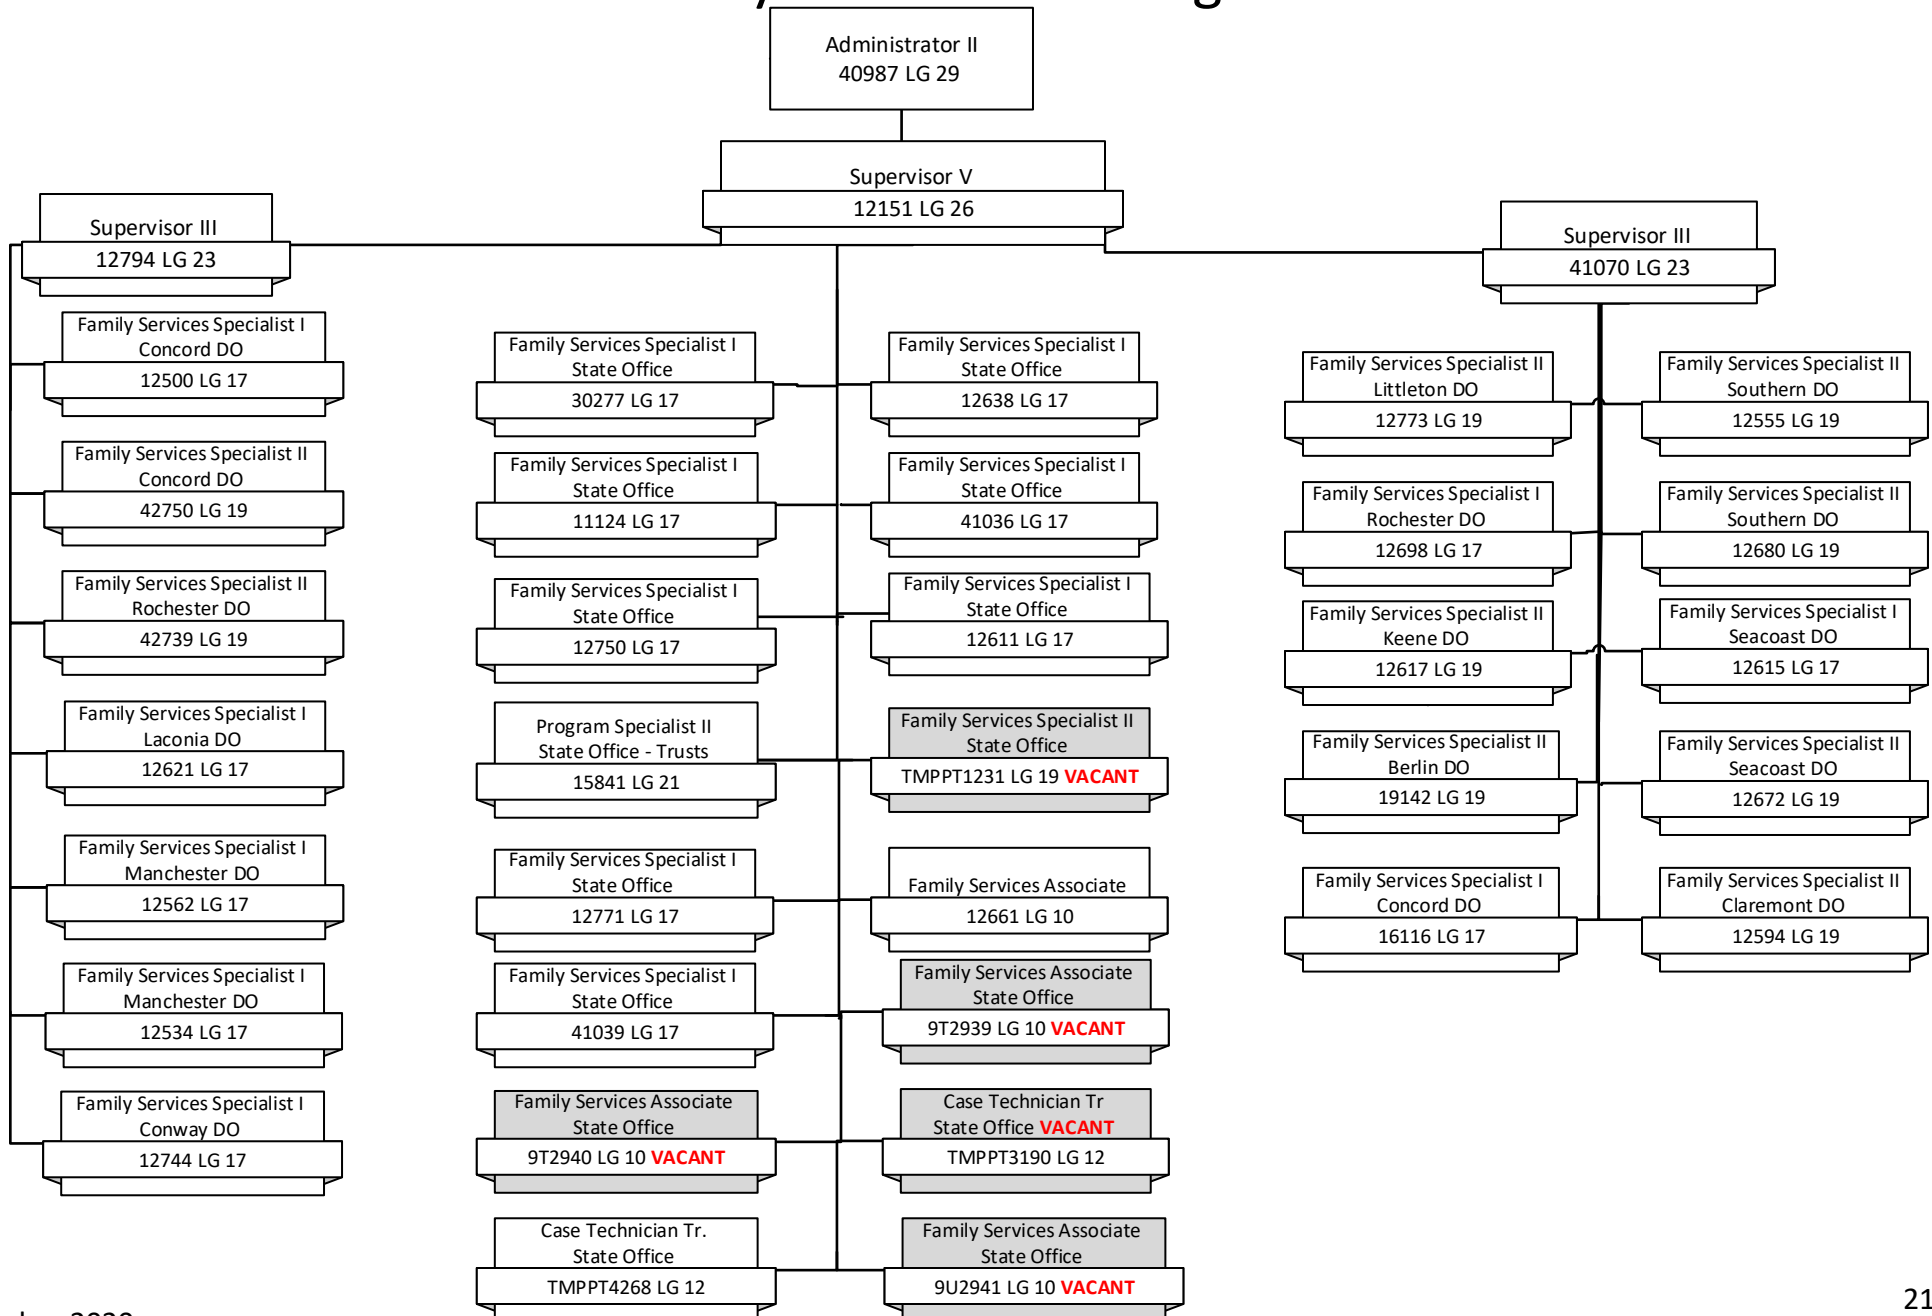 Administrator II
40987 LG 29
Supervisor V
12151 LG 26
Supervisor III
12794 LG 23
Family Services Specialist I
Concord DO
12500 LG 17
Family Services Specialist II
Concord DO
42750 LG 19
Family Services Specialist II
Rochester DO
42739 LG 19
Family Services Specialist I
Laconia DO
12621 LG 17
Family Services Specialist I
Manchester DO
12562 LG 17
Family Services Specialist I
Manchester DO
12534 LG 17
Family Services Specialist I
Conway DO
12744 LG 17
Family Services Specialist I
State Office
30277 LG 17
Family Services Specialist I
State Office
12638 LG 17
Family Services Specialist I
State Office
11124 LG 17
Family Services Specialist I
State Office
41036 LG 17
Family Services Specialist I
State Office
12750 LG 17
Family Services Specialist I
State Office
12611 LG 17
Program Specialist II
State Office - Trusts
15841 LG 21
Family Services Specialist II
State Office
TMPPT1231 LG 19 VACANT
Family Services Specialist I
State Office
12771 LG 17
Family Services Associate
12661 LG 10
Family Services Specialist I
State Office
41039 LG 17
Family Services Associate
State Office
9T2939 LG 10 VACANT
Family Services Associate
State Office
9T2940 LG 10 VACANT
Case Technician Tr
State Office VACANT
TMPPT3190 LG 12
Case Technician Tr.
State Office
TMPPT4268 LG 12
Family Services Associate
State Office
9U2941 LG 10 VACANT
Supervisor III
41070 LG 23
Family Services Specialist II
Littleton DO
12773 LG 19
Family Services Specialist II
Southern DO
12555 LG 19
Family Services Specialist I
Rochester DO
12698 LG 17
Family Services Specialist II
Southern DO
12680 LG 19
Family Services Specialist II
Keene DO
12617 LG 19
Family Services Specialist I
Seacoast DO
12615 LG 17
Family Services Specialist II
Berlin DO
19142 LG 19
Family Services Specialist II
Seacoast DO
12672 LG 19
Family Services Specialist I
Concord DO
16116 LG 17
Family Services Specialist II
Claremont DO
12594 LG 19
21